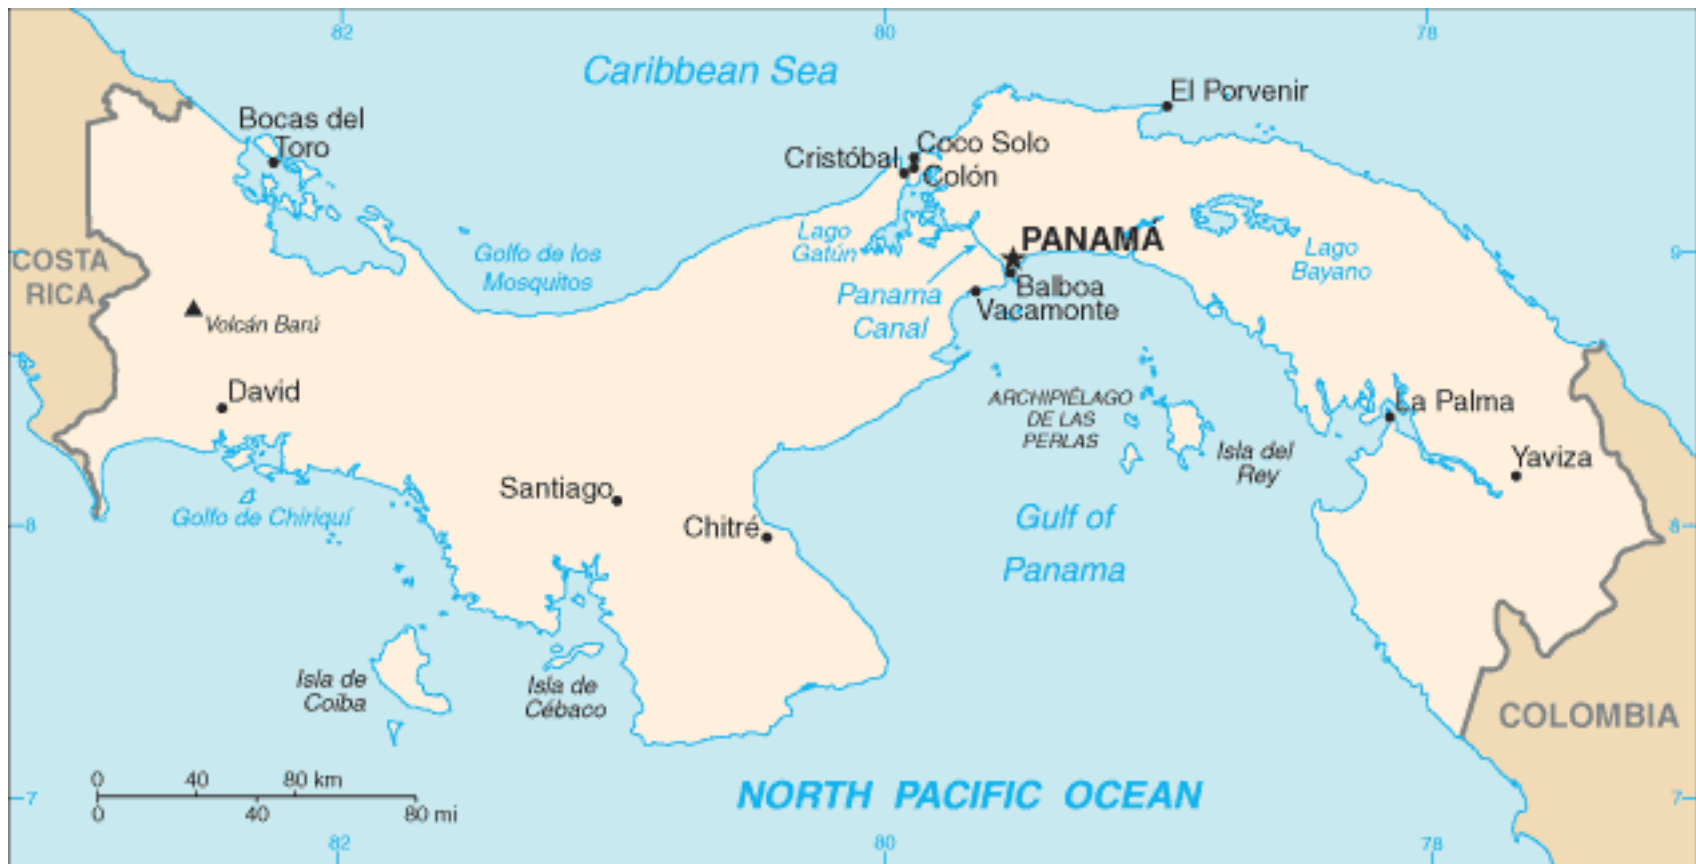 82
80
78
Caribbean Sea
El Porvenir
Bocas del
Toro
Coco Solo
Cristóbal
Colón
PANAMÁ
Lago
Gatún
Golfo de los
Mosquitos
Lago
Bayano
9
9
COSTA
RICA
Panama
Canal
Balboa
Vacamonte
Volcán Barú
David
ARCHIPIÉLAGO
DE LAS
PERLAS
La Palma
Isla del
Rey
Yaviza
Santiago
Chitré
Golfo de Chiriquí
Gulf of
Panama
8
8
Isla de
Coiba
Isla de
Cébaco
COLOMBIA
0 40 80 km
0 40 80 mi
NORTH PACIFIC OCEAN
7
7
82
80
78